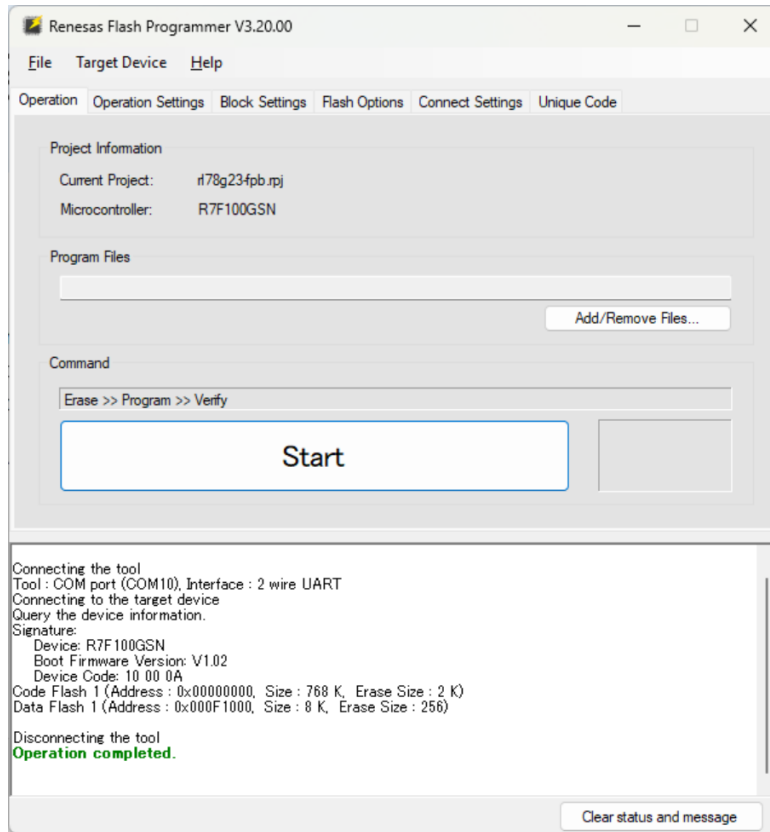 Renesas Flash Programmer V3.20.00
File Target Device Help
Operation Operation Settings Block Settings Flash Options Connect Settings Unique Code
Project Information
Current Project: rl78g23-fpb.rpj
Microcontroller: R7F100GSN
Program Files
Add/Remove Files...
Command
Erase >> Program >> Verify
Start
Connecting the tool
Tool : COM port (COM10), Interface : 2 wire UART
Connecting to the target device
Query the device information.
Signature:
Device: R7F100GSN
Boot Firmware Version: V1.02
Device Code: 10 00 0A
Code Flash 1 (Address : 0x00000000, Size : 768 K, Erase Size : 2 K)
Data Flash 1 (Address : 0x000F1000, Size : 8 K, Erase Size : 256)
Disconnecting the tool
Operation completed.
Clear status and message